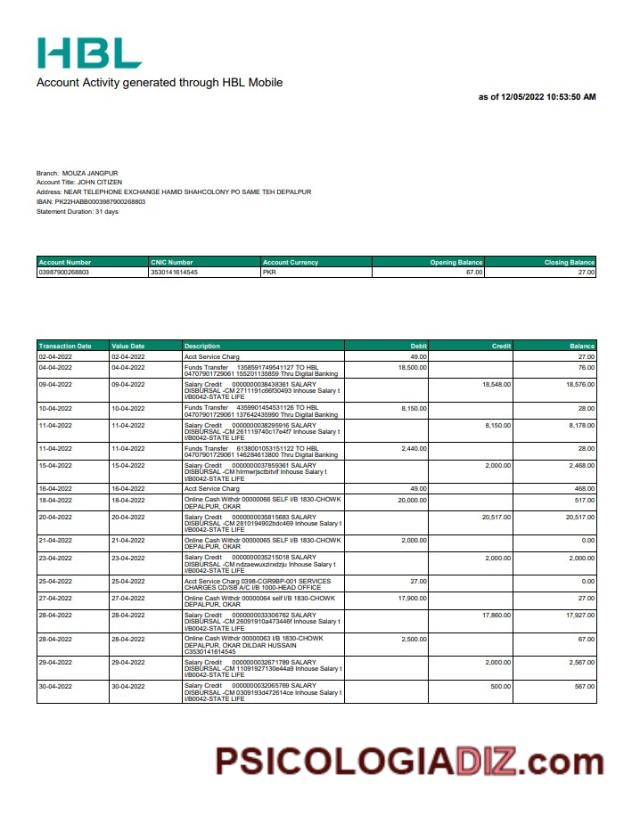 HBL
Account Activity generated through HBL Mobile
as of 12/05/2022 10:53:50 AM
Branch: MOUZA JANGPUR
Account Title: JOHN CITIZEN
Address: NEAR TELEPHONE EXCHANGE HAMID SHAHCOLONY PO SAME TEH DEPALPUR
IBAN: PK22HABB0003987900268803
Statement Duration: 31 days
Account Number CNIC Number Account Currency Opening Balance Closing Balance
03987900268803 3530141614545 PKR 67.00 27.00
Transaction Date Value Date Description Debit Credit Balance
02-04-2022 02-04-2022 Acct Service Charg 49.00 27.00
04-04-2022 04-04-2022 Funds Transfer 1358591749541127 TO HBL 18,500.00 76.00
04707901729061 155201135859 Thru Digital Banking
09-04-2022 09-04-2022 Salary Credit 0000000038438361 SALARY 18,548.00 18,576.00
DISBURSAL -CM 2711191c66f30493 Inhouse Salary t
I/B0042-STATE LIFE
10-04-2022 10-04-2022 Funds Transfer 4359901454531126 TO HBL 8,150.00 28.00
04707901729061 137642435990 Thru Digital Banking
11-04-2022 11-04-2022 Salary Credit 0000000038295916 SALARY 8,150.00 8,178.00
DISBURSAL -CM 261119740c17e4f7 Inhouse Salary t
I/B0042-STATE LIFE
11-04-2022 11-04-2022 Funds Transfer 6138001053151122 TO HBL 2,440.00 28.00
04707901729061 146284613800 Thru Digital Banking
15-04-2022 15-04-2022 Salary Credit 0000000037859361 SALARY 2,000.00 2,468.00
DISBURSAL -CM Inhouse Salary t
I/B0042-STATE LIFE
16-04-2022 16-04-2022 Acct Service Charg 49.00 468.00
18-04-2022 18-04-2022 Online Cash Withdr 00000066 SELF I/B 1830-CHOWK 20,000.00 517.00
DEPALPUR, OKAR
20-04-2022 20-04-2022 Salary Credit 0000000036815683 SALARY 20,517.00 20,517.00
DISBURSAL -CM 2810194902bdc469 Inhouse Salary t
I/B0042-STATE LIFE
21-04-2022 21-04-2022 Online Cash Withdr 00000065 SELF I/B 1830-CHOWK 2,000.00 0.00
DEPALPUR, OKAR
23-04-2022 23-04-2022 Salary Credit 0000000035215018 SALARY 2,000.00 2,000.00
DISBURSAL -CM Inhouse Salary t
I/B0042-STATE LIFE
25-04-2022 25-04-2022 Acct Service Charg 0398-CGR9BP-001 SERVICES 27.00 0.00
CHARGES CD/SB A/C I/B 1000-HEAD OFFICE
27-04-2022 27-04-2022 Online Cash Withdr 00000064 self I/B 1830-CHOWK 17,900.00 27.00
DEPALPUR, OKAR
28-04-2022 28-04-2022 Salary Credit 0000000033306762 SALARY 17,860.00 17,927.00
DISBURSAL -CM 26091910a473446f Inhouse Salary t
I/B0042-STATE LIFE
28-04-2022 28-04-2022 Online Cash Withdr 00000063 I/B 1830-CHOWK 2,500.00 67.00
DEPALPUR, OKAR DILDAR HUSSAIN
C3530141614545
29-04-2022 29-04-2022 Salary Credit 0000000032671789 SALARY 2,000.00 2,567.00
DISBURSAL -CM 11091927130e44a9 Inhouse Salary t
I/B0042-STATE LIFE
30-04-2022 30-04-2022 Salary Credit 0000000032065769 SALARY 500.00 567.00
DISBURSAL -CM 0309193d472614ce Inhouse Salary t
I/B0042-STATE LIFE
PSICOLOGIADIZ.com